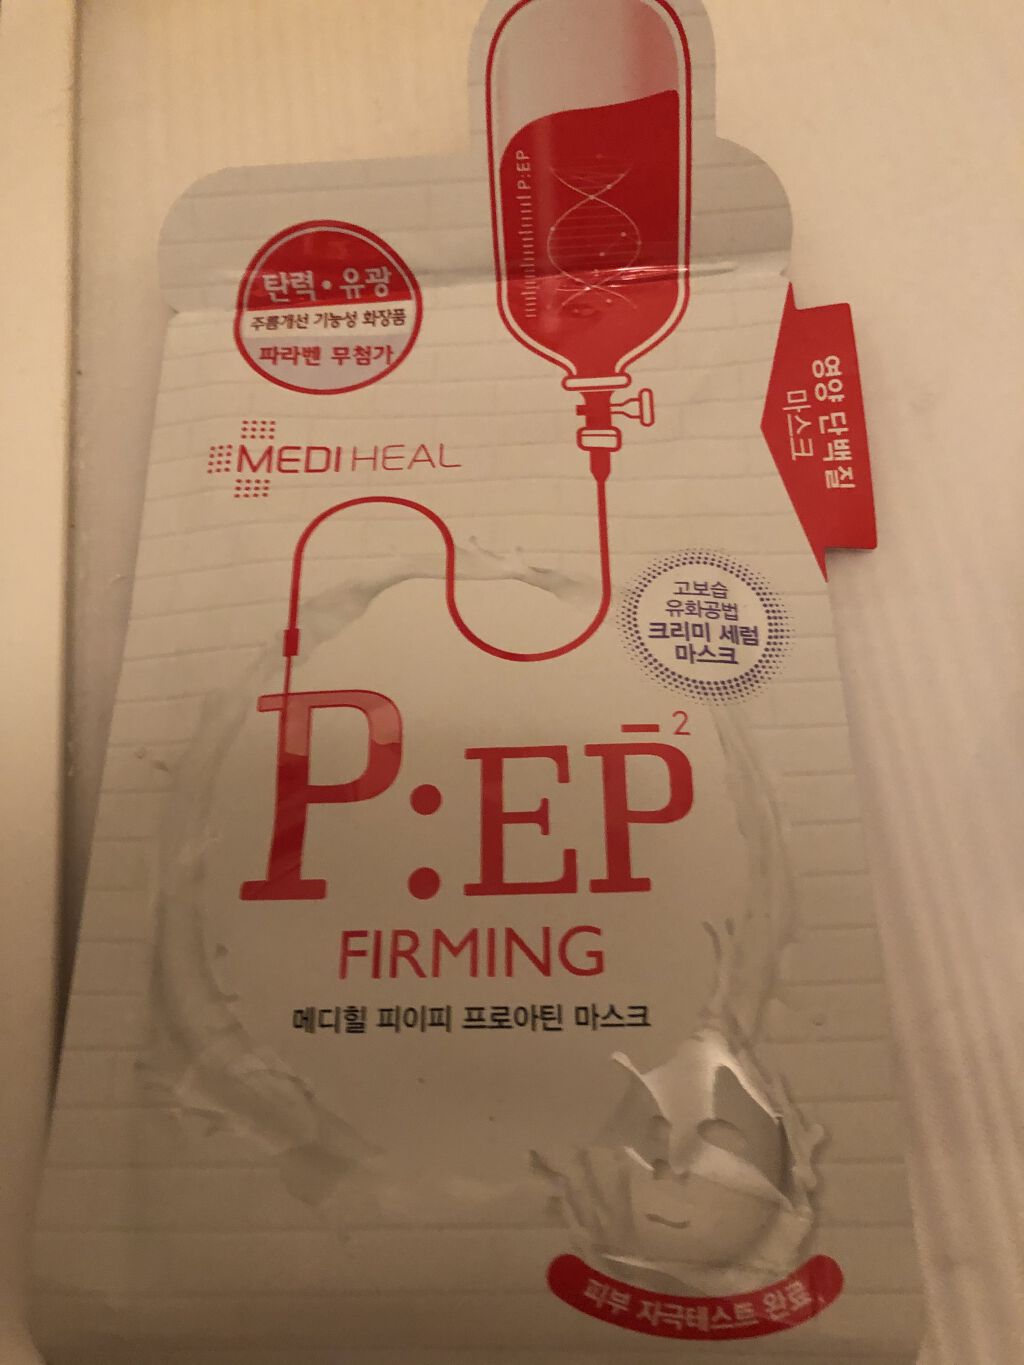 P:EP
탄력·유광
주름개선 기능성 화장품
파라벤 무첨가
영양 단백질
마스크
MEDIHEAL
고보습
유화공법
크리미 세럼
마스크
P:EP²
FIRMING
메디힐 피이피 프로아틴 마스크
피부 자극테스트 완료